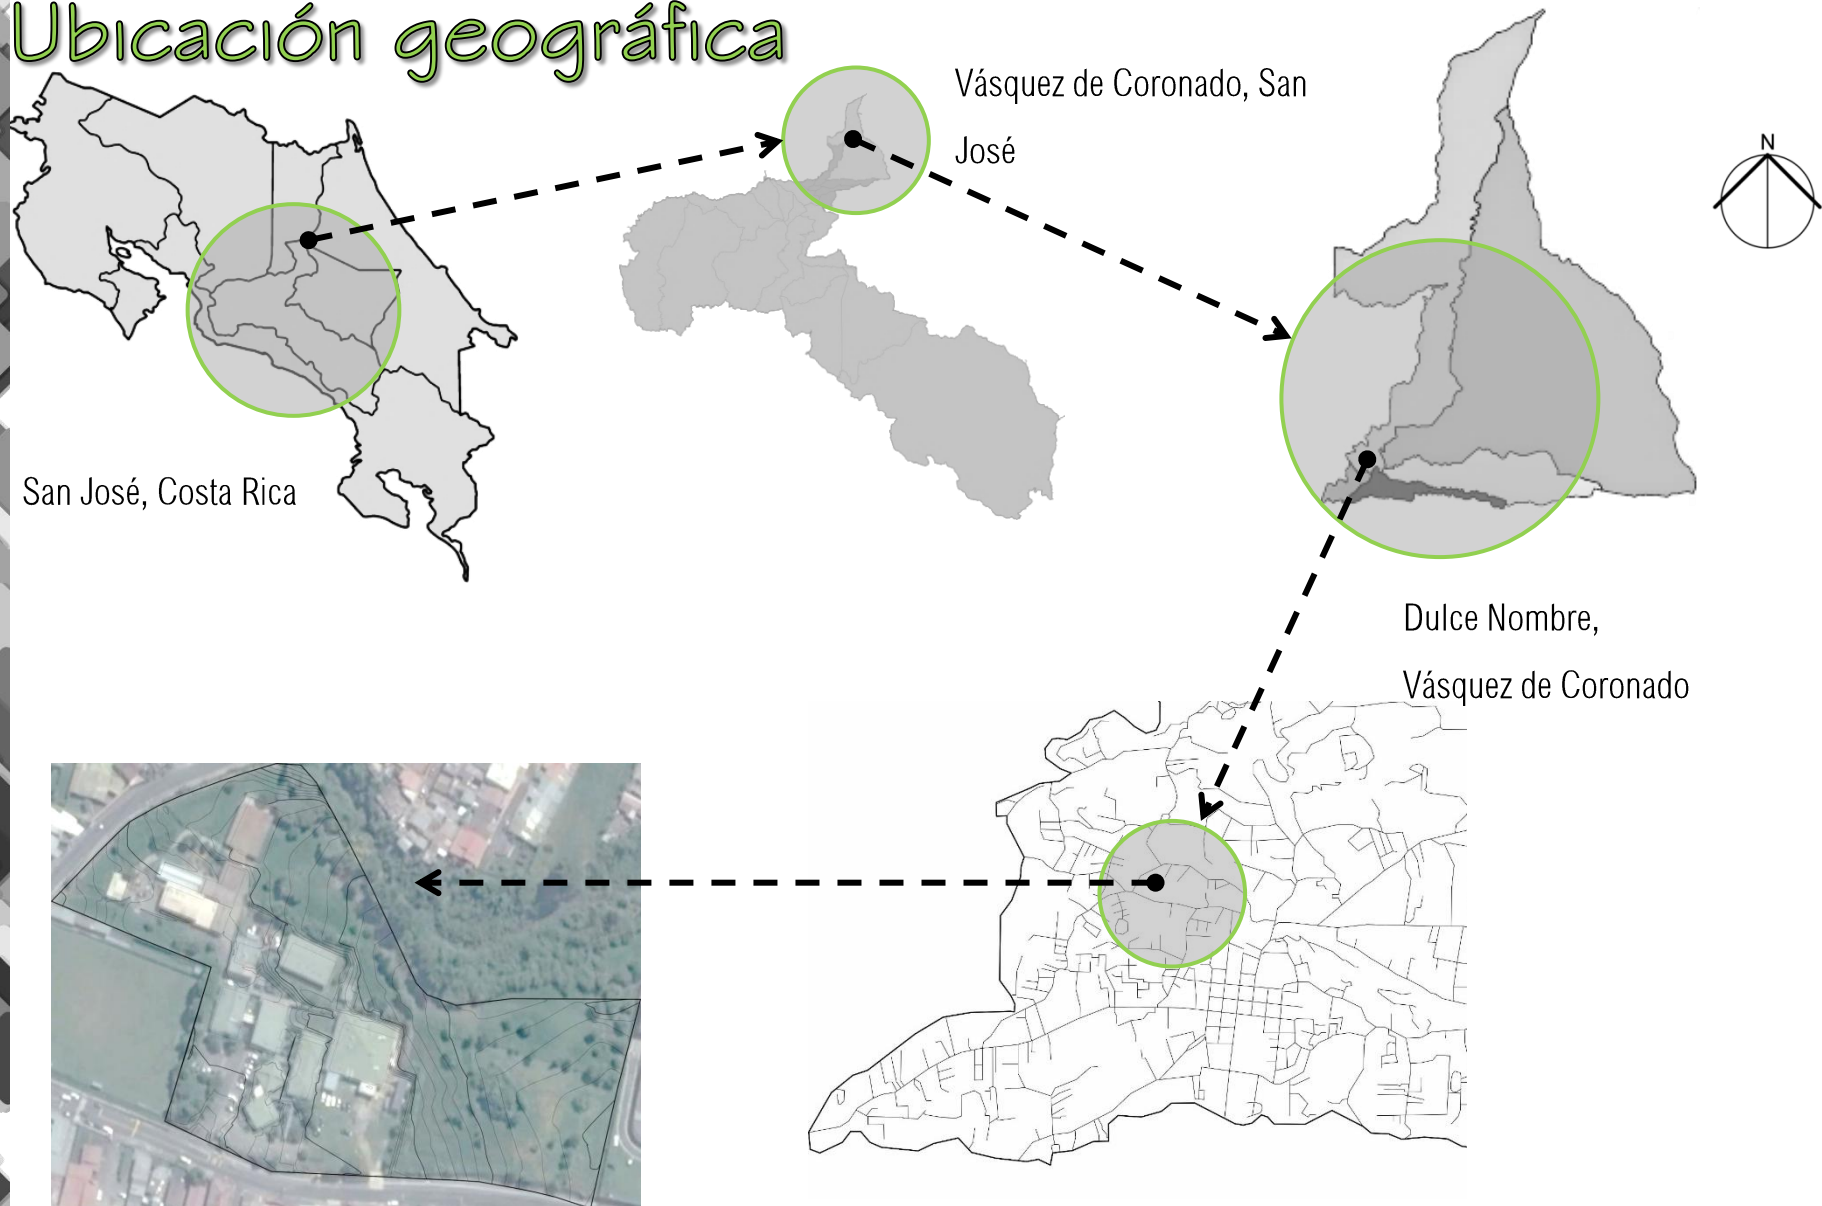 Ubicación geográfica
Vásquez de Coronado, San
José
N
San José, Costa Rica
Dulce Nombre,
Vásquez de Coronado